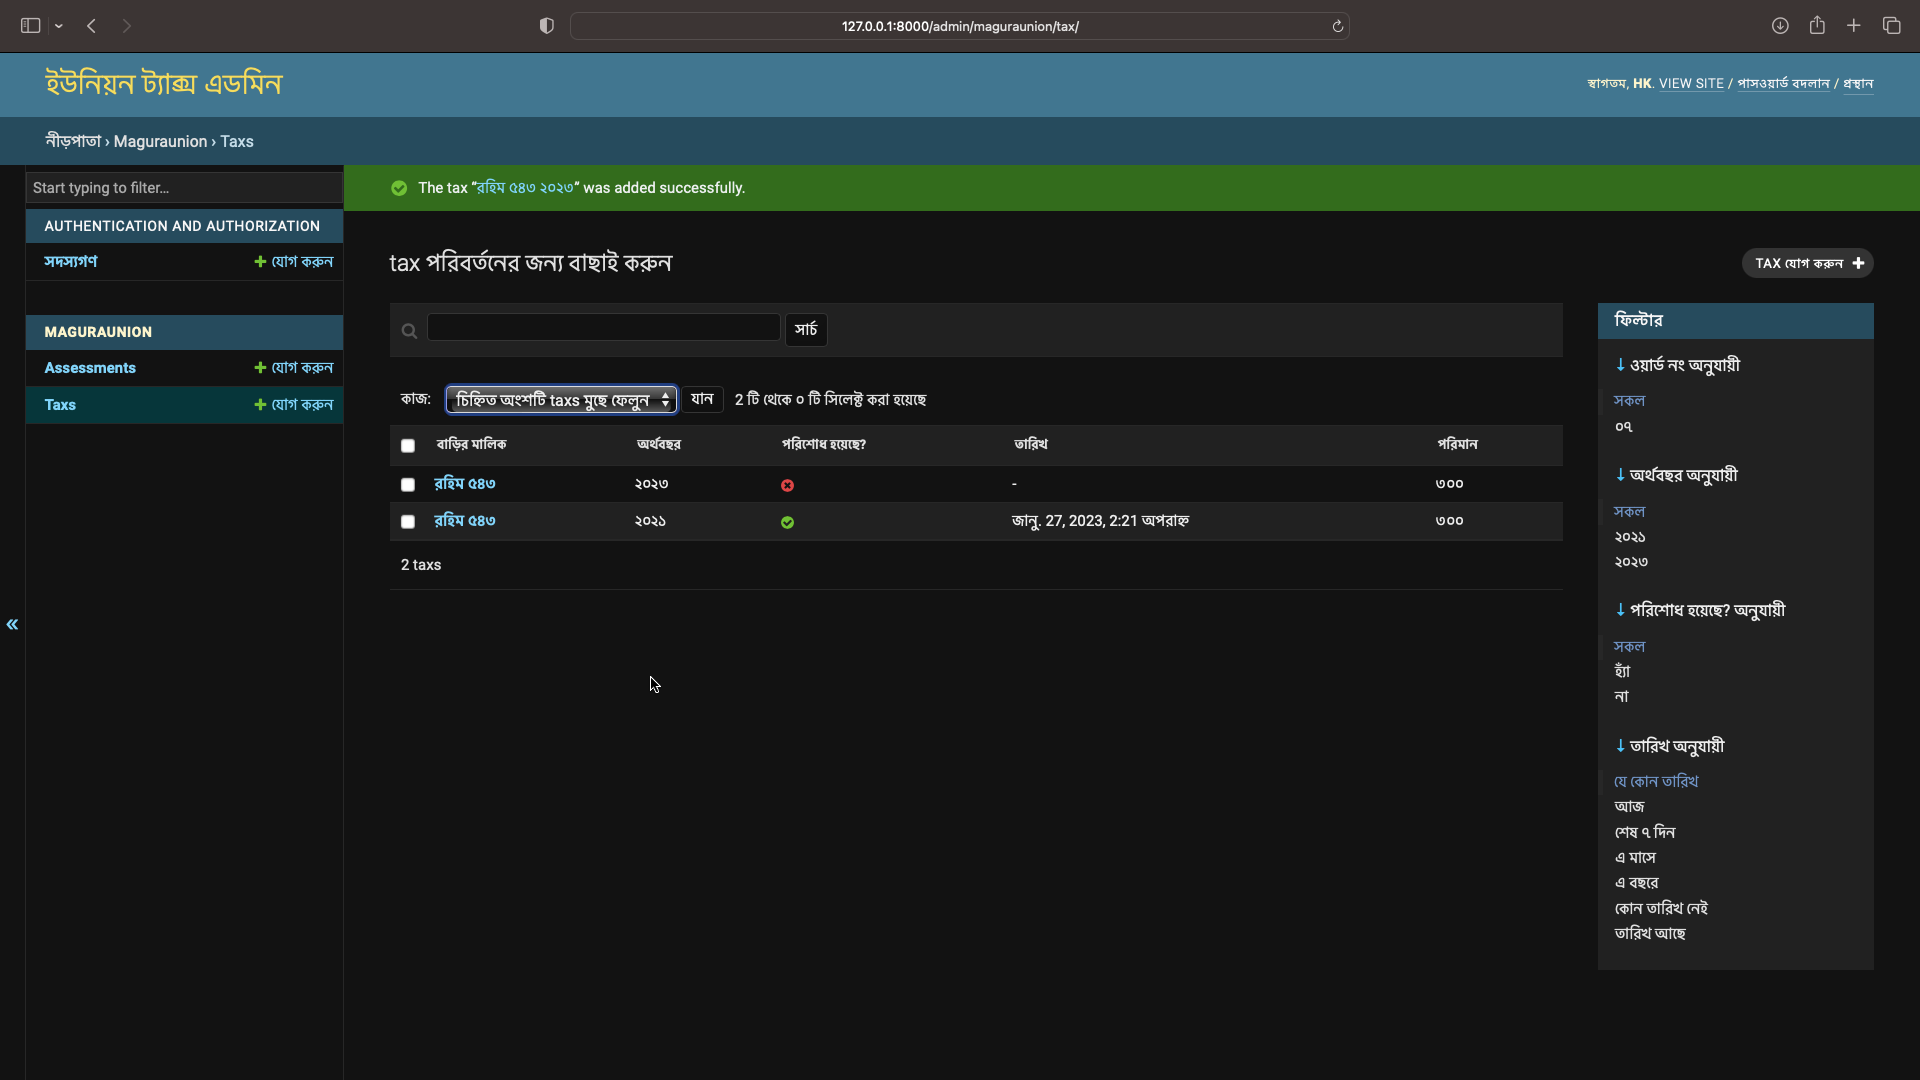 127.0.0.1:8000/admin/maguraunion/tax/
ইউনিয়ন ট্যাক্স এডমিন
স্বাগতম, HK. VIEW SITE / পাসওয়ার্ড বদলান / প্রস্থান
নীড়পাতা › Maguraunion › Taxs
Start typing to filter...
AUTHENTICATION AND AUTHORIZATION
সদস্যগণ + যোগ করুন
MAGURAUNION
Assessments + যোগ করুন
Taxs + যোগ করুন
«
The tax “রহিম ৫৪৩ ২০২৩” was added successfully.
tax পরিবর্তনের জন্য বাছাই করুন
TAX যোগ করুন +
সার্চ
কাজ: চিহ্নিত অংশটি taxs মুছে ফেলুন যান 2 টি থেকে ০ টি সিলেক্ট করা হয়েছে
বাড়ির মালিক অর্থবছর পরিশোধ হয়েছে? তারিখ পরিমান
রহিম ৫৪৩ ২০২৩ - ৩০০
রহিম ৫৪৩ ২০২১ জানু. 27, 2023, 2:21 অপরাহ্ন ৩০০
2 taxs
ফিল্টার
↓ ওয়ার্ড নং অনুযায়ী
সকল
০৭
↓ অর্থবছর অনুযায়ী
সকল
২০২১
২০২৩
↓ পরিশোধ হয়েছে? অনুযায়ী
সকল
হ্যাঁ
না
↓ তারিখ অনুযায়ী
যে কোন তারিখ
আজ
শেষ ৭ দিন
এ মাসে
এ বছরে
কোন তারিখ নেই
তারিখ আছে